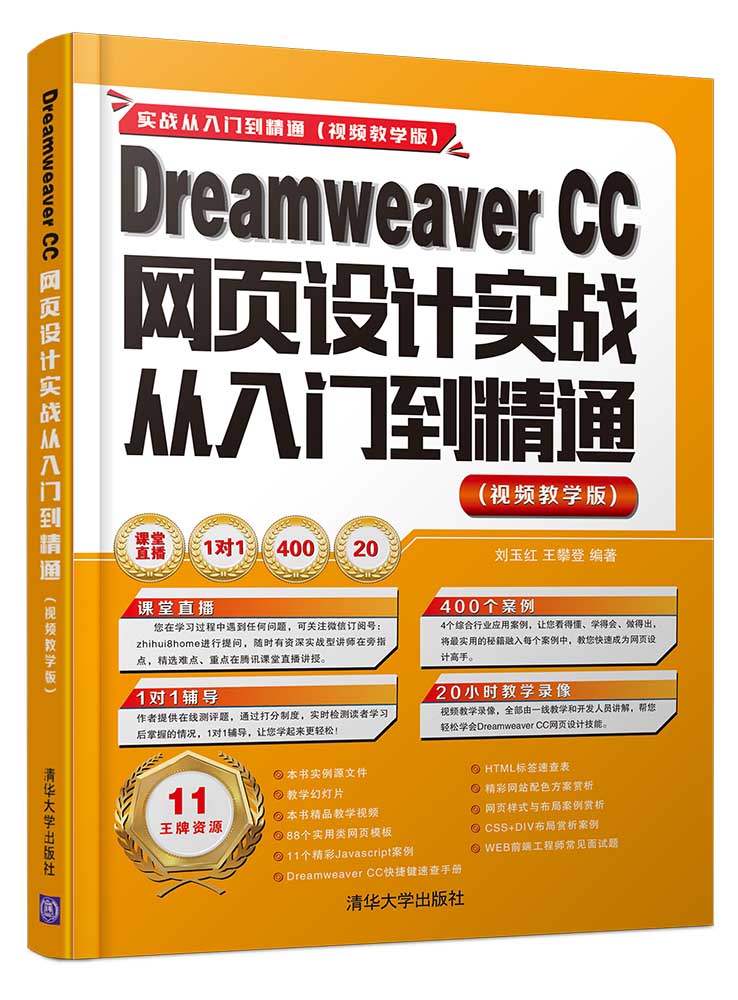 Dreamweaver CC 网页设计实战从入门到精通（视频教学版）
清华大学出版社
实战从入门到精通（视频教学版）
Dreamweaver CC
网页设计实战
从入门到精通
（视频教学版）
课堂
直播
1对1
400
20
刘玉红 王攀登 编著
课堂直播
您在学习过程中遇到任何问题，可关注微信订阅号：
zhihui8home进行提问，随时有资深实战型讲师在旁指
点，精选难点、重点在腾讯课堂直播讲授。
400个案例
4个综合行业应用案例，让您看得懂、学得会、做得出，
将最实用的秘籍融入每个案例中，教您快速成为网页设
计高手。
1对1辅导
作者提供在线测评题，通过打分制度，实时检测读者学习
后掌握的情况，1对1辅导，让您学起来更轻松！
20小时教学录像
视频教学录像，全部由一线教学和开发人员讲解，帮您
轻松学会Dreamweaver CC网页设计技能。
11
王牌资源
本书实例源文件
教学幻灯片
本书精品教学视频
88个实用类网页模板
11个精彩Javascript案例
Dreamweaver CC快捷键速查手册
HTML标签速查表
精彩网站配色方案赏析
网页样式与布局案例赏析
CSS+DIV布局赏析案例
WEB前端工程师常见面试题
清华大学出版社